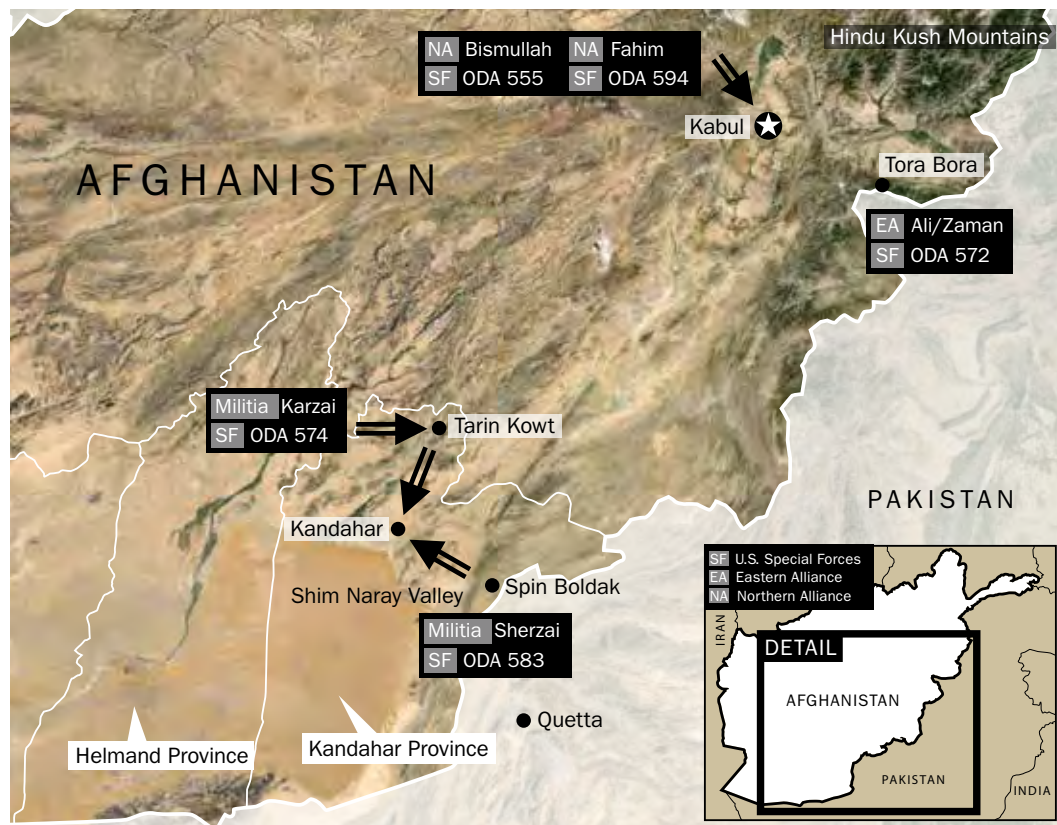 Hindu Kush Mountains
NA Bismullah NA Fahim
SF ODA 555 SF ODA 594
Kabul
AFGHANISTAN
Tora Bora
EA Ali/Zaman
SF ODA 572
Militia Karzai
SF ODA 574
Tarin Kowt
PAKISTAN
Kandahar
Spin Boldak
Shim Naray Valley
Militia Sherzai
SF ODA 583
Quetta
Helmand Province
Kandahar Province
SF U.S. Special Forces
EA Eastern Alliance
NA Northern Alliance
IRAN
DETAIL
AFGHANISTAN
PAKISTAN
INDIA